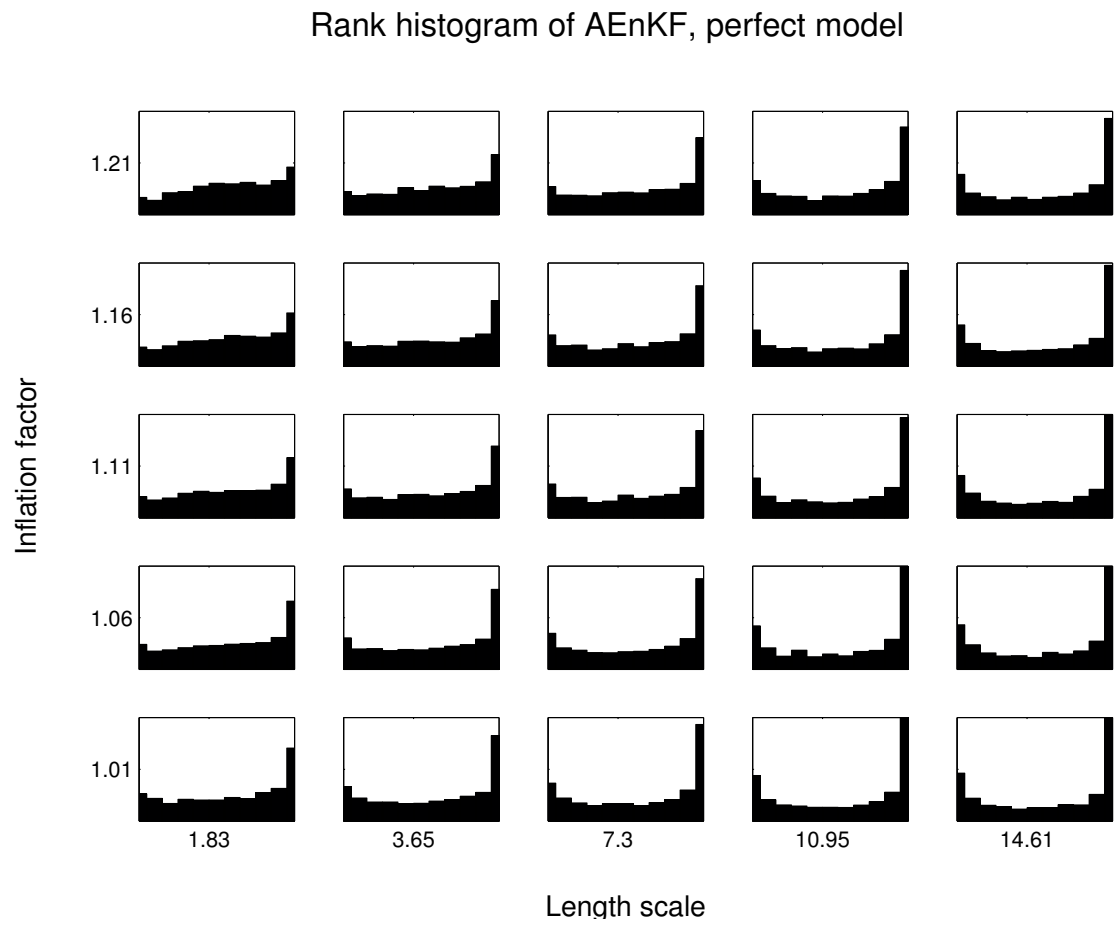 Rank histogram of AEnKF, perfect model
1.21
1.16
Inflation factor
1.11
1.06
1.01
1.83 3.65 7.3 10.95 14.61
Length scale